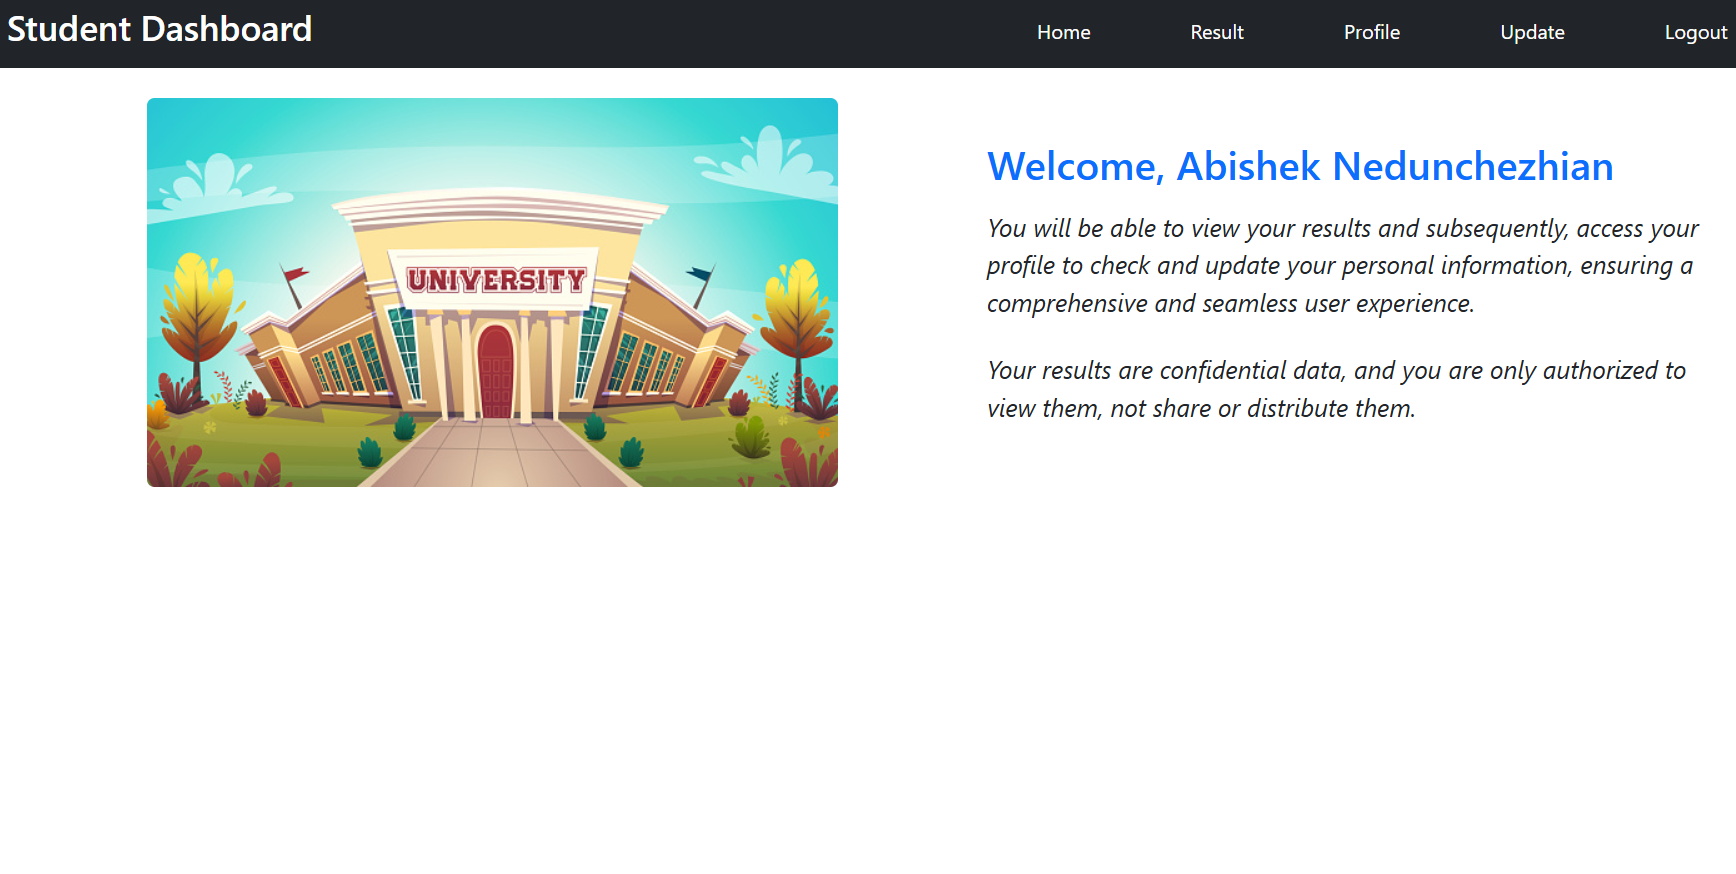 Student Dashboard
Home
Result
Profile
Update
Logout
UNIVERSITY
Welcome, Abishek Nedunchezhian
You will be able to view your results and subsequently, access your
profile to check and update your personal information, ensuring a
comprehensive and seamless user experience.
Your results are confidential data, and you are only authorized to
view them, not share or distribute them.